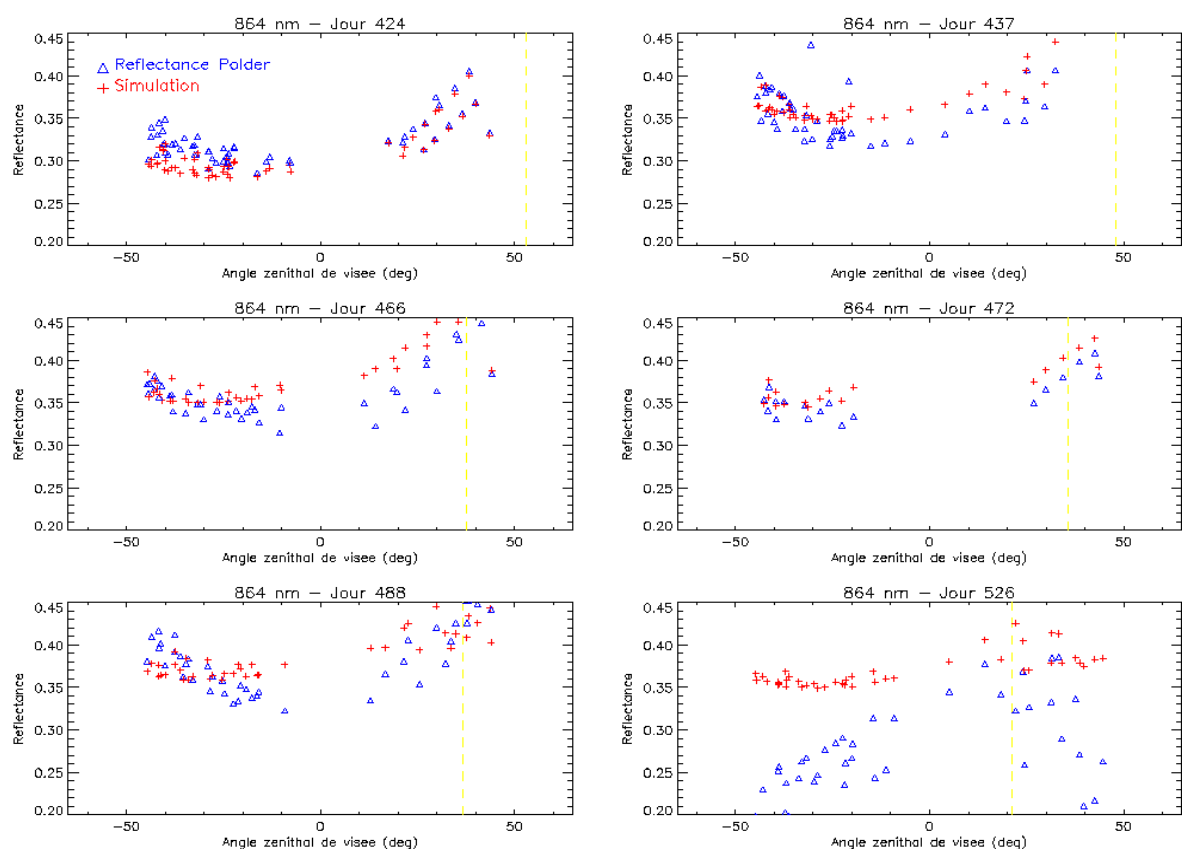 864 nm – Jour 424
0.45
0.40
0.35
0.30
0.25
0.20
Reflectance
Reflectance Polder
Simulation
−50 0 50
Angle zenithal de visee (deg)
864 nm – Jour 437
0.45
0.40
0.35
0.30
0.25
0.20
Reflectance
−50 0 50
Angle zenithal de visee (deg)
864 nm – Jour 466
0.45
0.40
0.35
0.30
0.25
0.20
Reflectance
−50 0 50
Angle zenithal de visee (deg)
864 nm – Jour 472
0.45
0.40
0.35
0.30
0.25
0.20
Reflectance
−50 0 50
Angle zenithal de visee (deg)
864 nm – Jour 488
0.45
0.40
0.35
0.30
0.25
0.20
Reflectance
−50 0 50
Angle zenithal de visee (deg)
864 nm – Jour 526
0.45
0.40
0.35
0.30
0.25
0.20
Reflectance
−50 0 50
Angle zenithal de visee (deg)